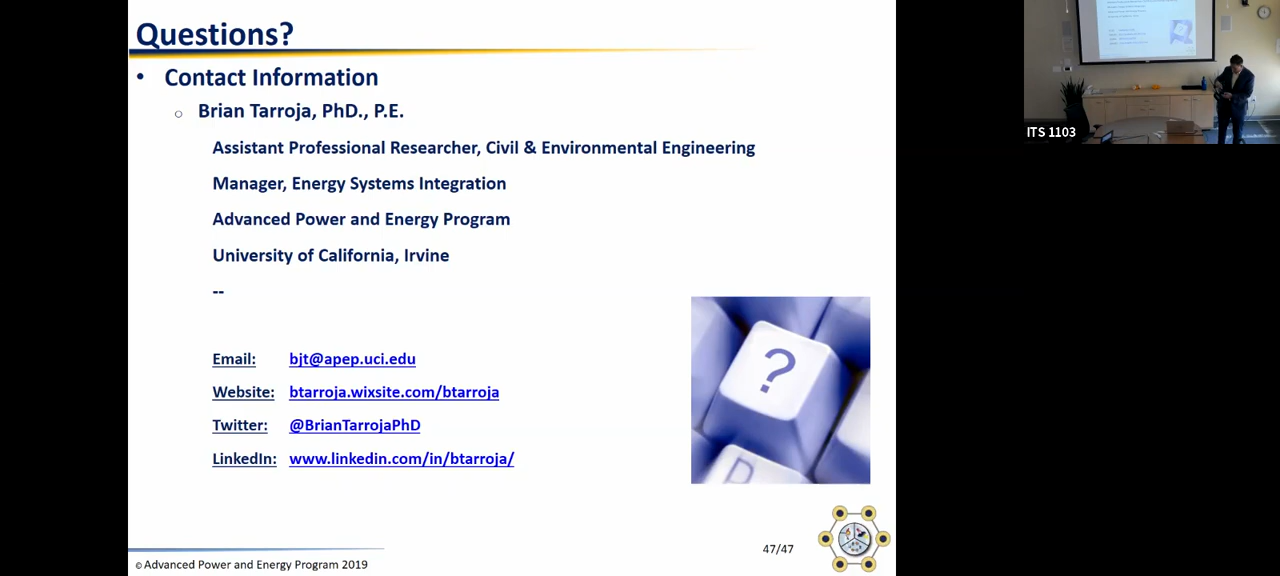 Questions?
• Contact Information
○ Brian Tarroja, PhD., P.E.
Assistant Professional Researcher, Civil & Environmental Engineering
Manager, Energy Systems Integration
Advanced Power and Energy Program
University of California, Irvine
--
Email: bjt@apep.uci.edu
Website: btarroja.wixsite.com/btarroja
Twitter: @BrianTarrojaPhD
LinkedIn: www.linkedin.com/in/btarroja/
?
D
47/47
© Advanced Power and Energy Program 2019
ITS 1103